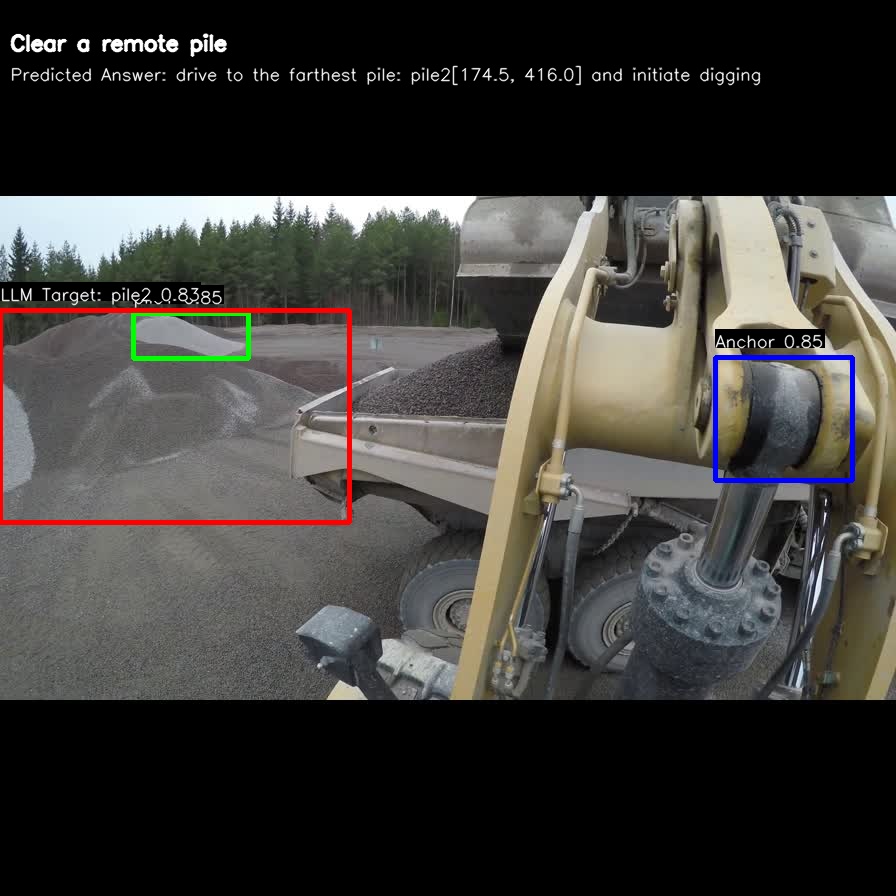 Clear a remote pile
Predicted Answer: drive to the farthest pile: pile2[174.5, 416.0] and initiate digging
LLM Target: pile2 0.83
Anchor 0.85